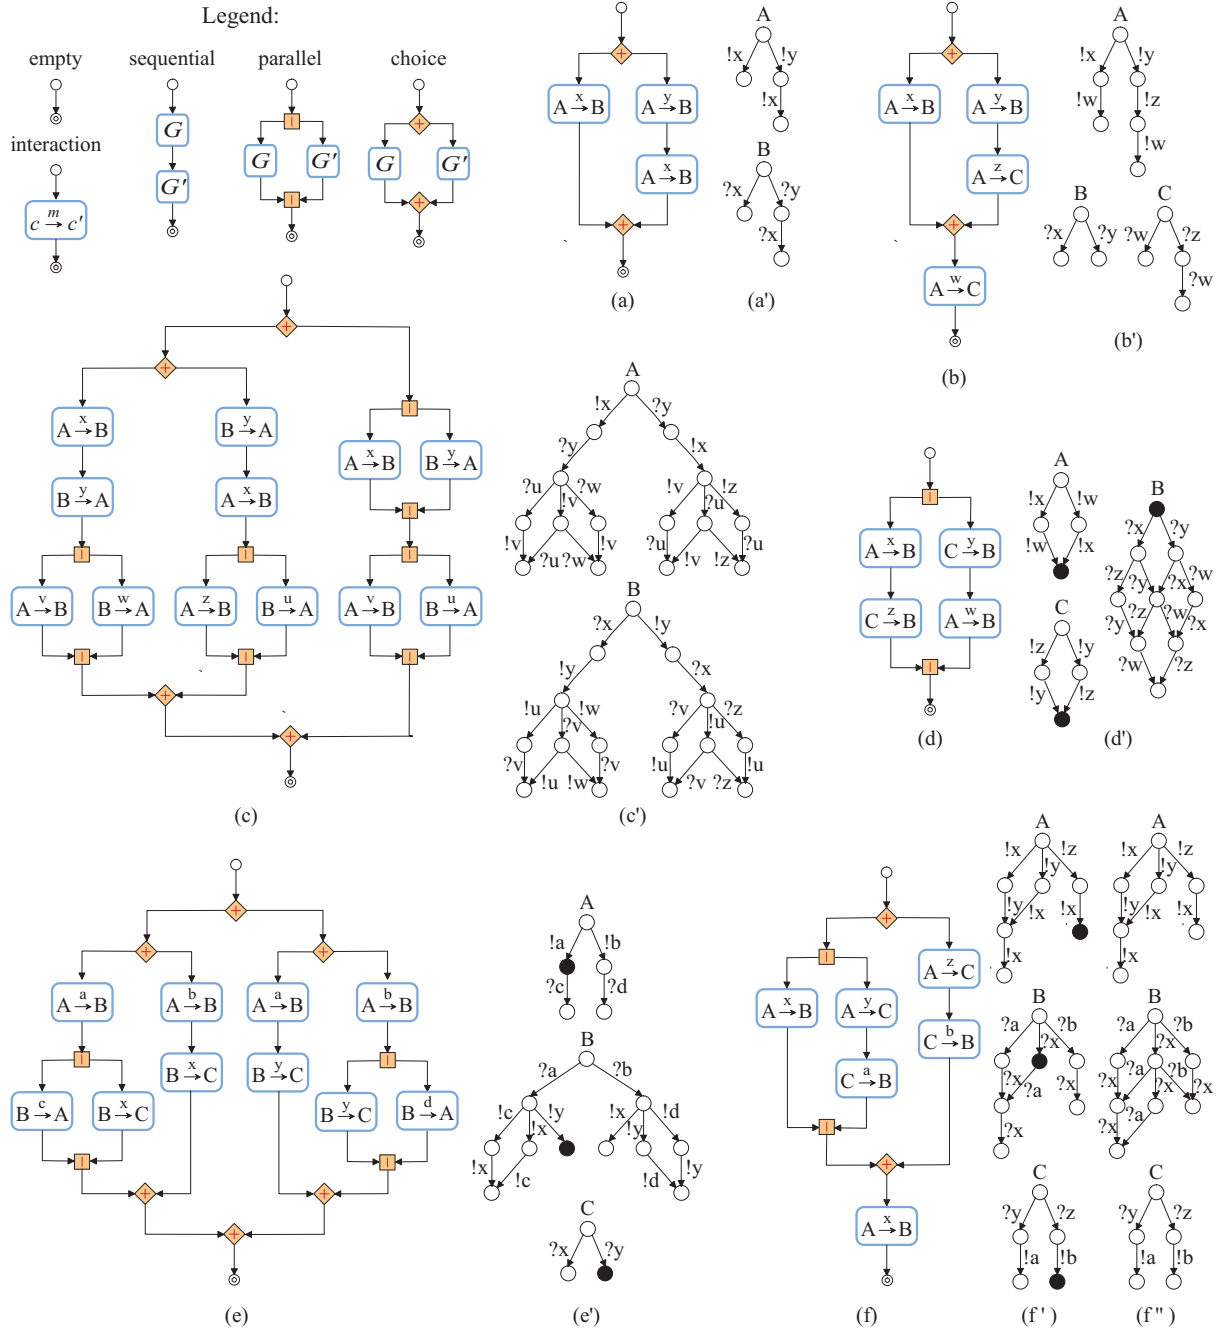 Legend:
empty
sequential
parallel
choice
G
G'
G
G'
G
G'
interaction
m
c → c'
x
A → B
y
A → B
x
A → B
(a)
A
!x
!y
!x
B
?x
?y
?x
(a')
x
A → B
y
A → B
z
A → C
w
A → C
(b)
A
!x
!y
!w
!z
!w
B
?x
?y
C
?w
?z
?w
(b')
x
A → B
y
B → A
y
B → A
x
A → B
x
A → B
y
B → A
v
A → B
w
B → A
z
A → B
u
B → A
v
A → B
u
B → A
(c)
A
!x
?y
?y
!x
?u
!v
?w
!v
?u
!z
!v
?u
?w
!v
?u
!v
!z
?u
B
?x
!y
!y
?x
!u
?v
!w
?v
!u
?z
?v
!u
!w
?v
!u
?v
?z
!u
(c')
x
A → B
y
C → B
z
C → B
w
A → B
(d)
A
!x
!w
!w
!x
C
!z
!y
!y
!z
B
?x
?y
?z
?y
?x
?w
?y
?z
?w
?x
?w
?z
(d')
a
A → B
b
A → B
a
A → B
b
A → B
c
B → A
x
B → C
x
B → C
y
B → C
y
B → C
d
B → A
(e)
A
!a
!b
?c
?d
B
?a
?b
!c
!x
!y
!x
!y
!d
!x
!c
!d
!y
C
?x
?y
(e')
x
A → B
y
A → C
a
C → B
z
A → C
b
C → B
x
A → B
(f)
A
!x
!y
!z
!y
!x
!x
!x
B
?a
?x
?b
?x
?a
?x
?x
C
?y
?z
!a
!b
(f')
A
!x
!y
!z
!y
!x
!x
!x
B
?a
?x
?b
?x
?a
?x
?b
?x
?a
?x
C
?y
?z
!a
!b
(f")